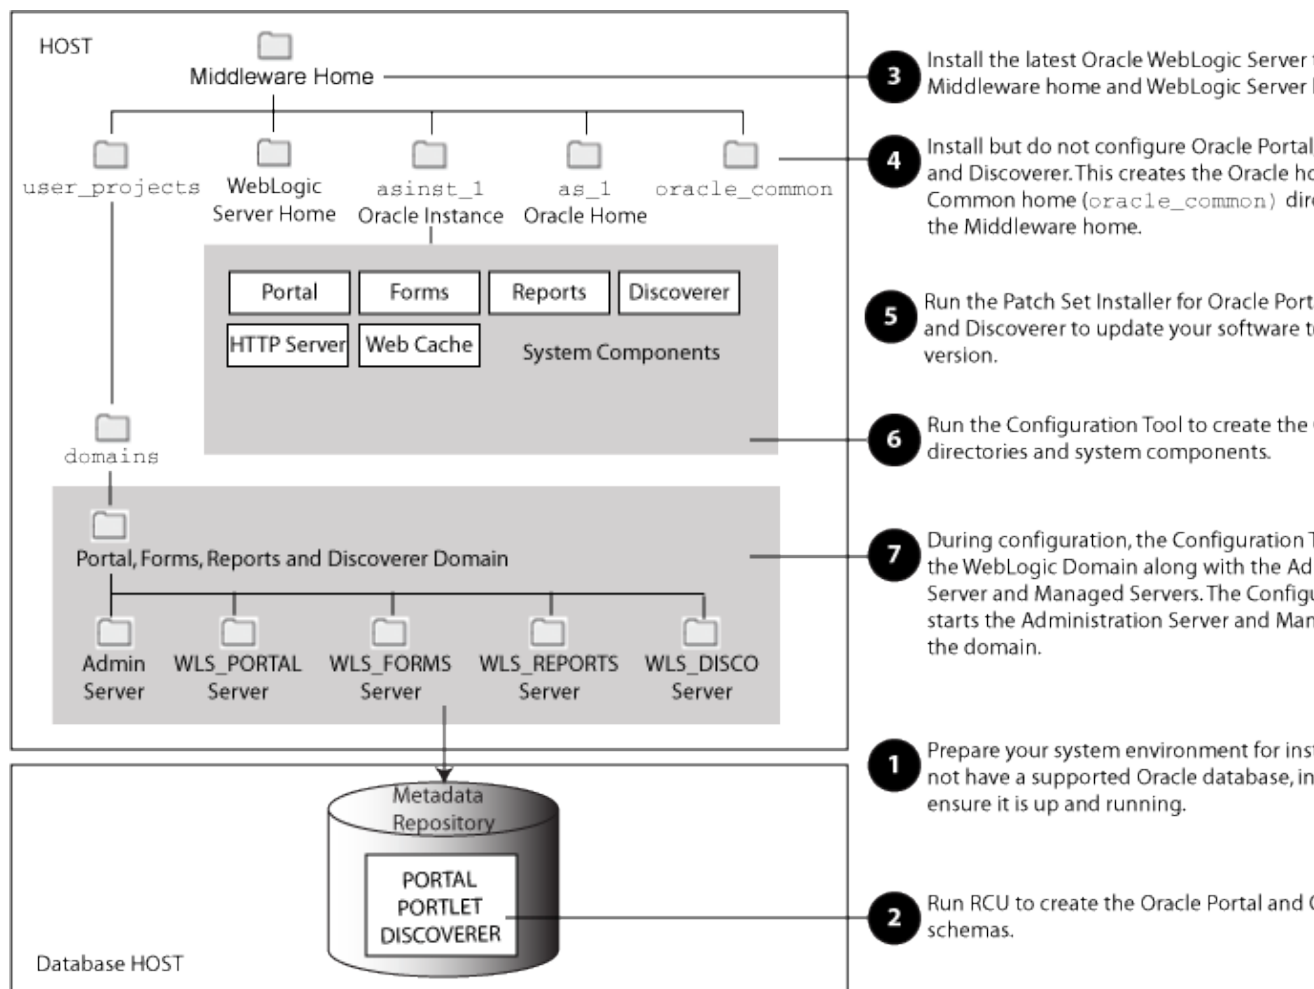 HOST
Middleware Home
user_projects
WebLogic
Server Home
asinst_1
Oracle Instance
as_1
Oracle Home
oracle_common
Portal
Forms
Reports
Discoverer
HTTP Server
Web Cache
System Components
domains
Portal, Forms, Reports and Discoverer Domain
Admin
Server
WLS_PORTAL
Server
WLS_FORMS
Server
WLS_REPORTS
Server
WLS_DISCO
Server
Metadata
Repository
PORTAL
PORTLET
DISCOVERER
Database HOST
3
Install the latest Oracle WebLogic Server
Middleware home and WebLogic Server
4
Install but do not configure Oracle Portal,
and Discoverer. This creates the Oracle
Common home (oracle_common)
the Middleware home.
5
Run the Patch Set Installer for Oracle
and Discoverer to update your software
version.
6
Run the Configuration Tool to create the
directories and system components.
7
During configuration, the Configuration
the WebLogic Domain along with the
Server and Managed Servers. The
starts the Administration Server and
the domain.
1
Prepare your system environment for
not have a supported Oracle database,
ensure it is up and running.
2
Run RCU to create the Oracle Portal and
schemas.